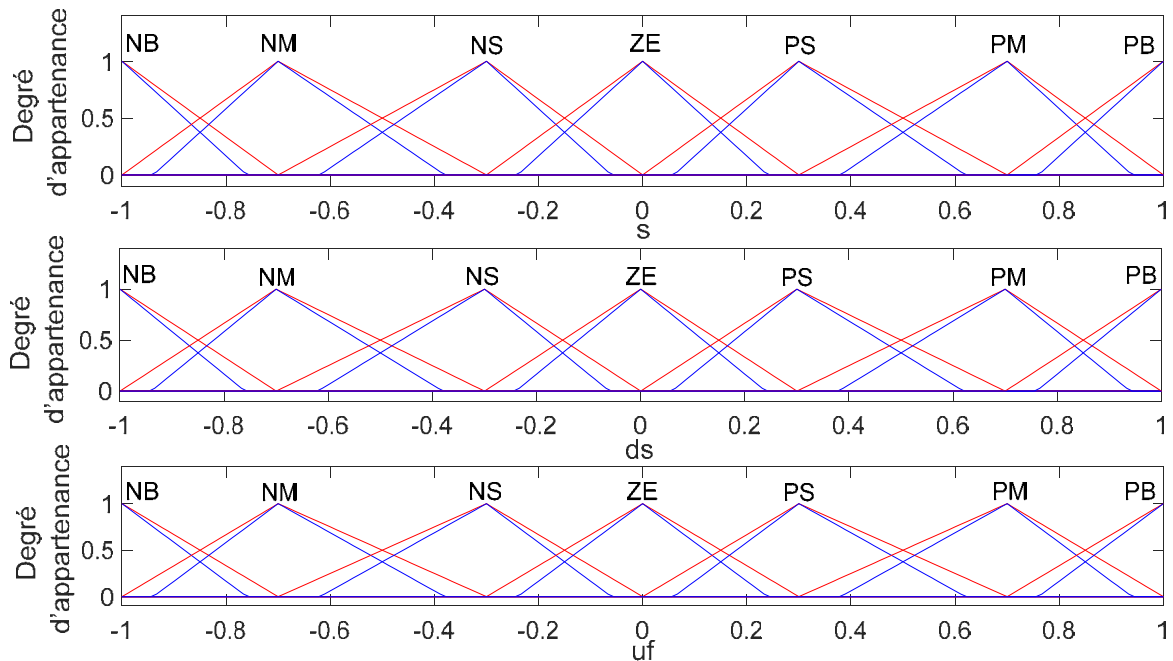 NB NM NS ZE PS PM PB
Degré
d'appartenance
1
0.5
0
-1 -0.8 -0.6 -0.4 -0.2 0 0.2 0.4 0.6 0.8 1
s
NB NM NS ZE PS PM PB
Degré
d'appartenance
1
0.5
0
-1 -0.8 -0.6 -0.4 -0.2 0 0.2 0.4 0.6 0.8 1
ds
NB NM NS ZE PS PM PB
Degré
d'appartenance
1
0.5
0
-1 -0.8 -0.6 -0.4 -0.2 0 0.2 0.4 0.6 0.8 1
uf